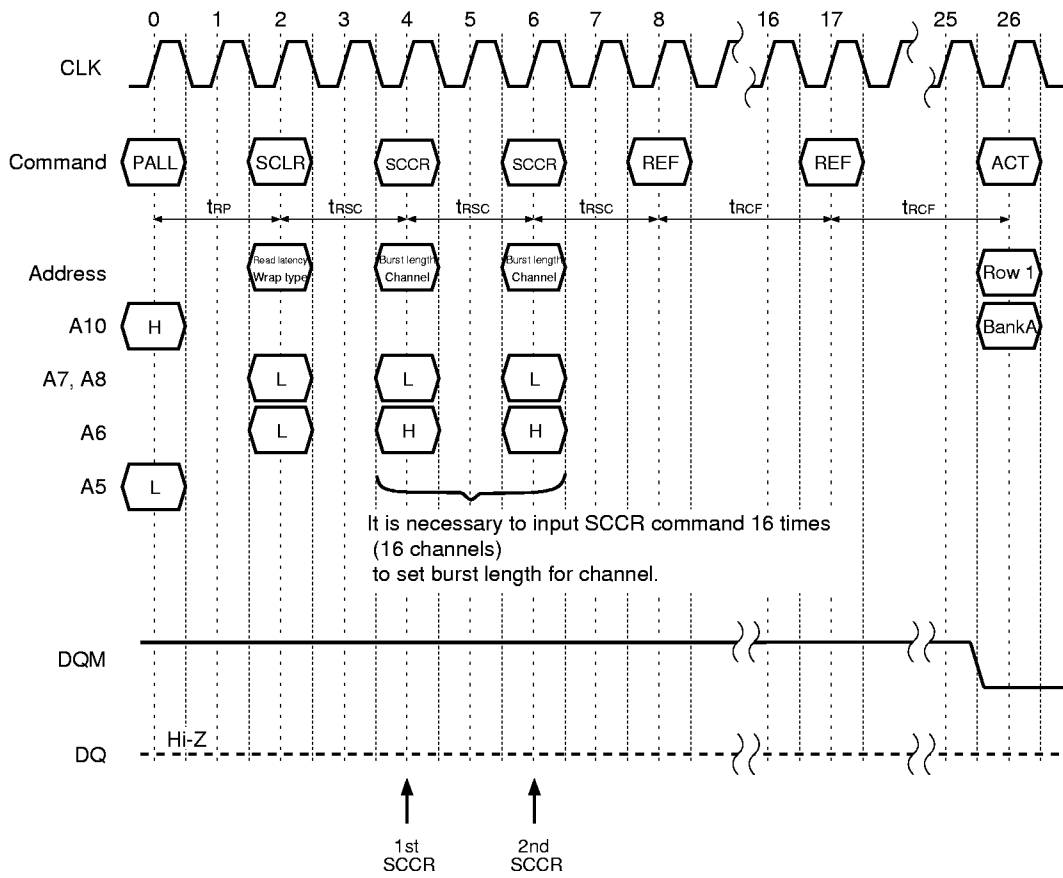 0 1 2 3 4 5 6 7 8 16 17 25 26
CLK
Command PALL SCLR SCCR SCCR REF REF ACT
tRP tRSC tRSC tRSC tRCF tRCF
Address
Read latency
Wrap type
Burst length
Channel
Burst length
Channel
Row 1
A10 H BankA
A7, A8 L L L
A6 L H H
A5 L
It is necessary to input SCCR command 16 times
(16 channels)
to set burst length for channel.
DQM
Hi-Z
DQ
1st
SCCR
2nd
SCCR